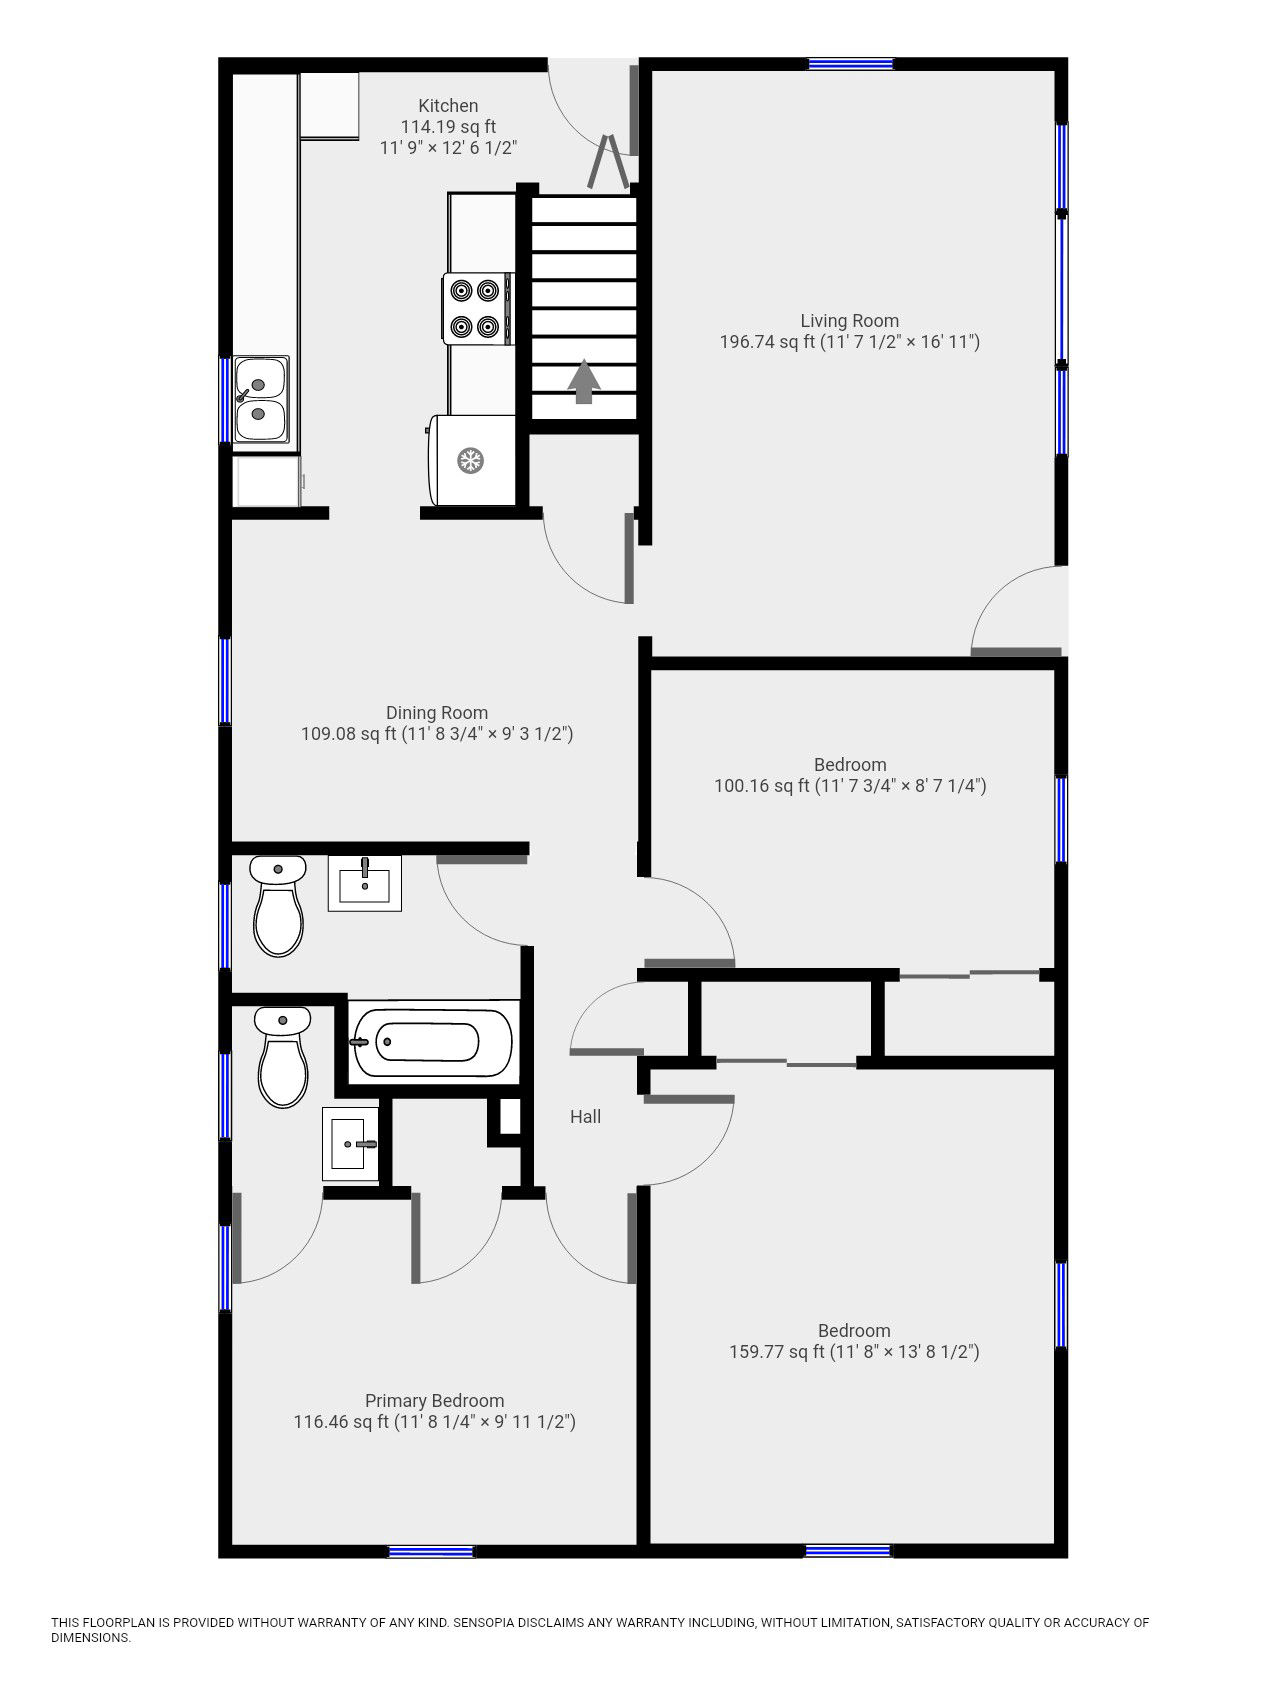 Kitchen
114.19 sq ft
11' 9" × 12' 6 1/2"
Living Room
196.74 sq ft (11' 7 1/2" × 16' 11")
Dining Room
109.08 sq ft (11' 8 3/4" × 9' 3 1/2")
Bedroom
100.16 sq ft (11' 7 3/4" × 8' 7 1/4")
Hall
Bedroom
159.77 sq ft (11' 8" × 13' 8 1/2")
Primary Bedroom
116.46 sq ft (11' 8 1/4" × 9' 11 1/2")
THIS FLOORPLAN IS PROVIDED WITHOUT WARRANTY OF ANY KIND. SENSOPIA DISCLAIMS ANY WARRANTY INCLUDING, WITHOUT LIMITATION, SATISFACTORY QUALITY OR ACCURACY OF
DIMENSIONS.